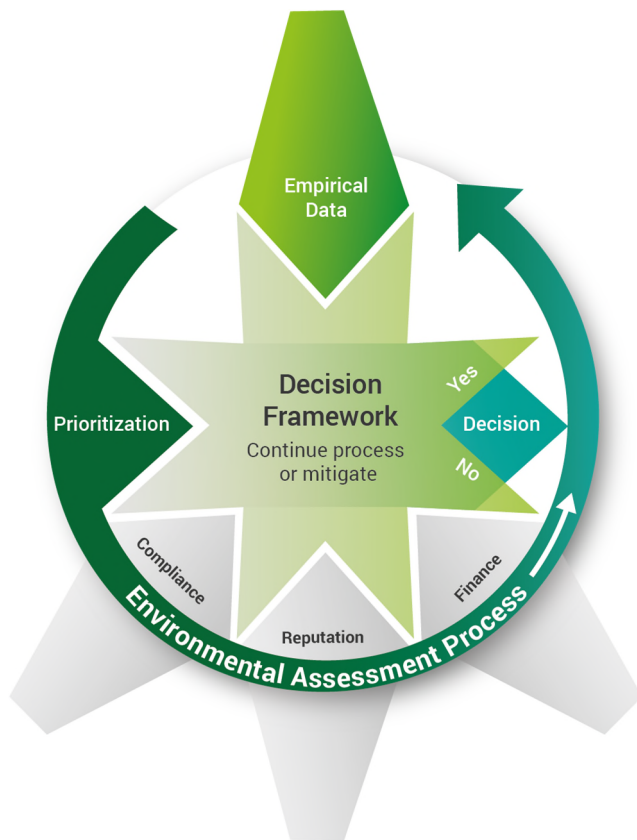 Empirical
Data
Decision
Framework
Continue process
or mitigate
Prioritization
Yes
Decision
No
Compliance
Reputation
Finance
Environmental Assessment Process